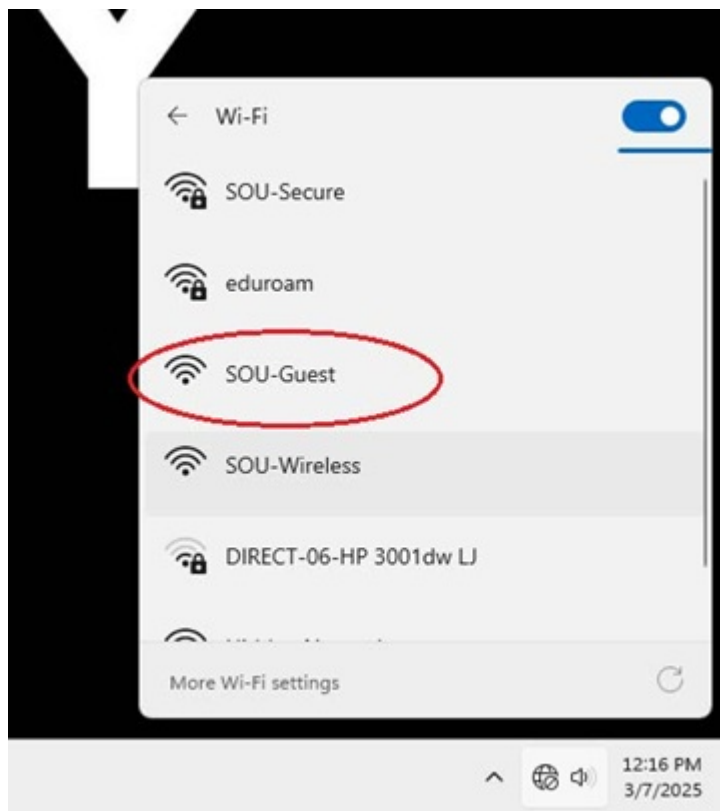 Wi-Fi
SOU-Secure
eduroam
SOU-Guest
SOU-Wireless
DIRECT-06-HP 3001dw LJ
More Wi-Fi settings
12:16 PM
3/7/2025